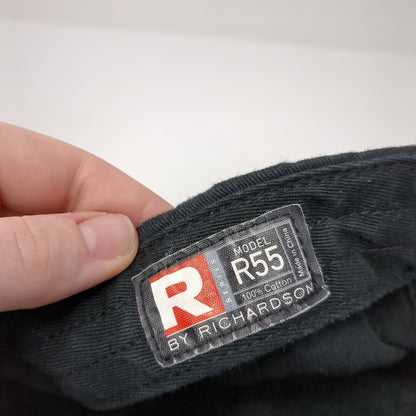 R
SERIES
MODEL
R55
100% Cotton
Made in China
BY RICHARDSON